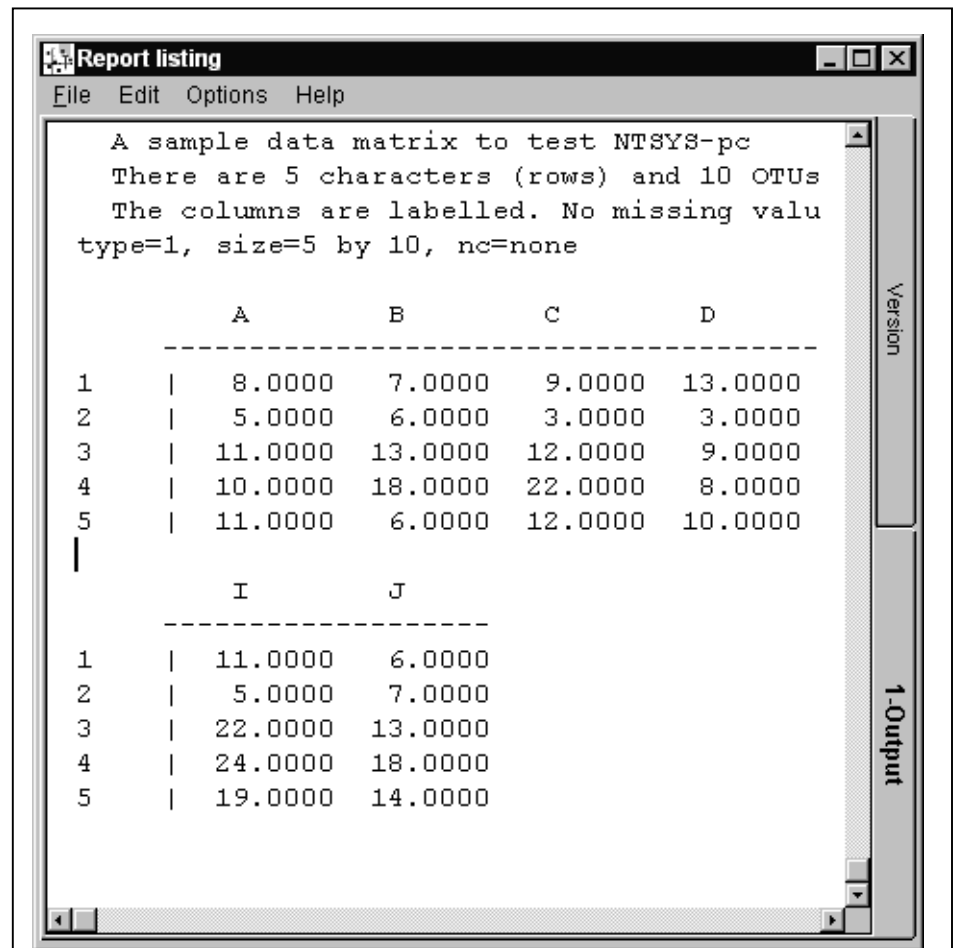 Report listing
File Edit Options Help
A sample data matrix to test NTSYS-pc
There are 5 characters (rows) and 10 OTUs
The columns are labelled. No missing valu
type=1, size=5 by 10, nc=none
A B C D
---------------------------------------
1 | 8.0000 7.0000 9.0000 13.0000
2 | 5.0000 6.0000 3.0000 3.0000
3 | 11.0000 13.0000 12.0000 9.0000
4 | 10.0000 18.0000 22.0000 8.0000
5 | 11.0000 6.0000 12.0000 10.0000
I J
-------------------
1 | 11.0000 6.0000
2 | 5.0000 7.0000
3 | 22.0000 13.0000
4 | 24.0000 18.0000
5 | 19.0000 14.0000
Version
1-Output